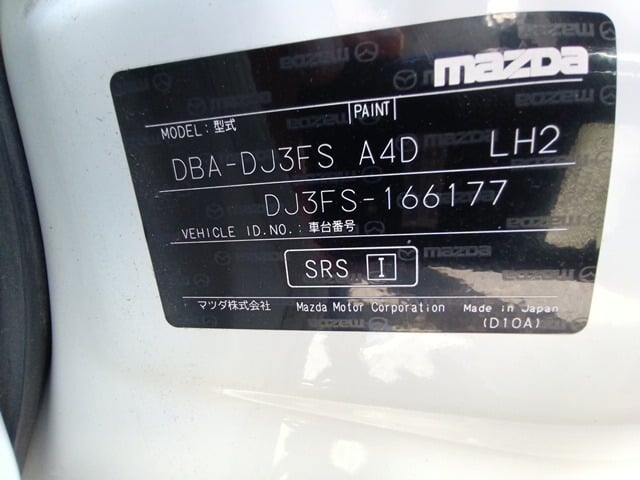 mazda
PAINT
MODEL: 型式
DBA-DJ3FS A4D LH2
DJ3FS-166177
VEHICLE ID.NO.: 車台番号
SRS I
マツダ株式会社 Mazda Motor Corporation Made in Japan
(D10A)